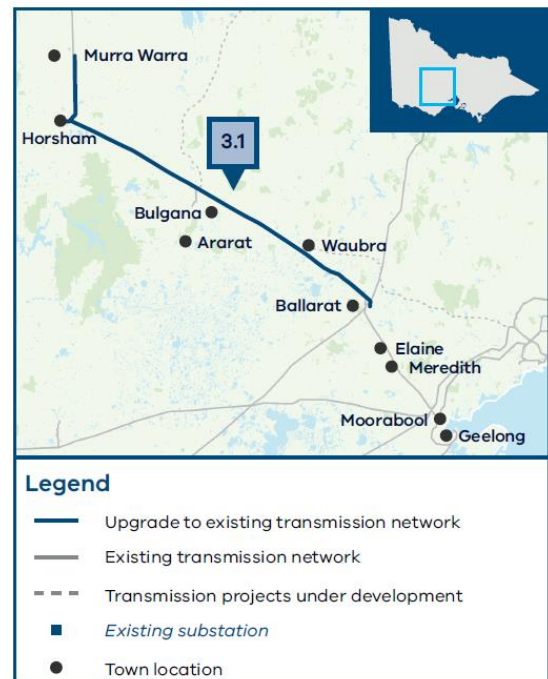 Murra Warra
Horsham
3.1
Bulgana
Ararat
Waubra
Ballarat
Elaine
Meredith
Moorabool
Geelong
Legend
Upgrade to existing transmission network
Existing transmission network
Transmission projects under development
Existing substation
Town location